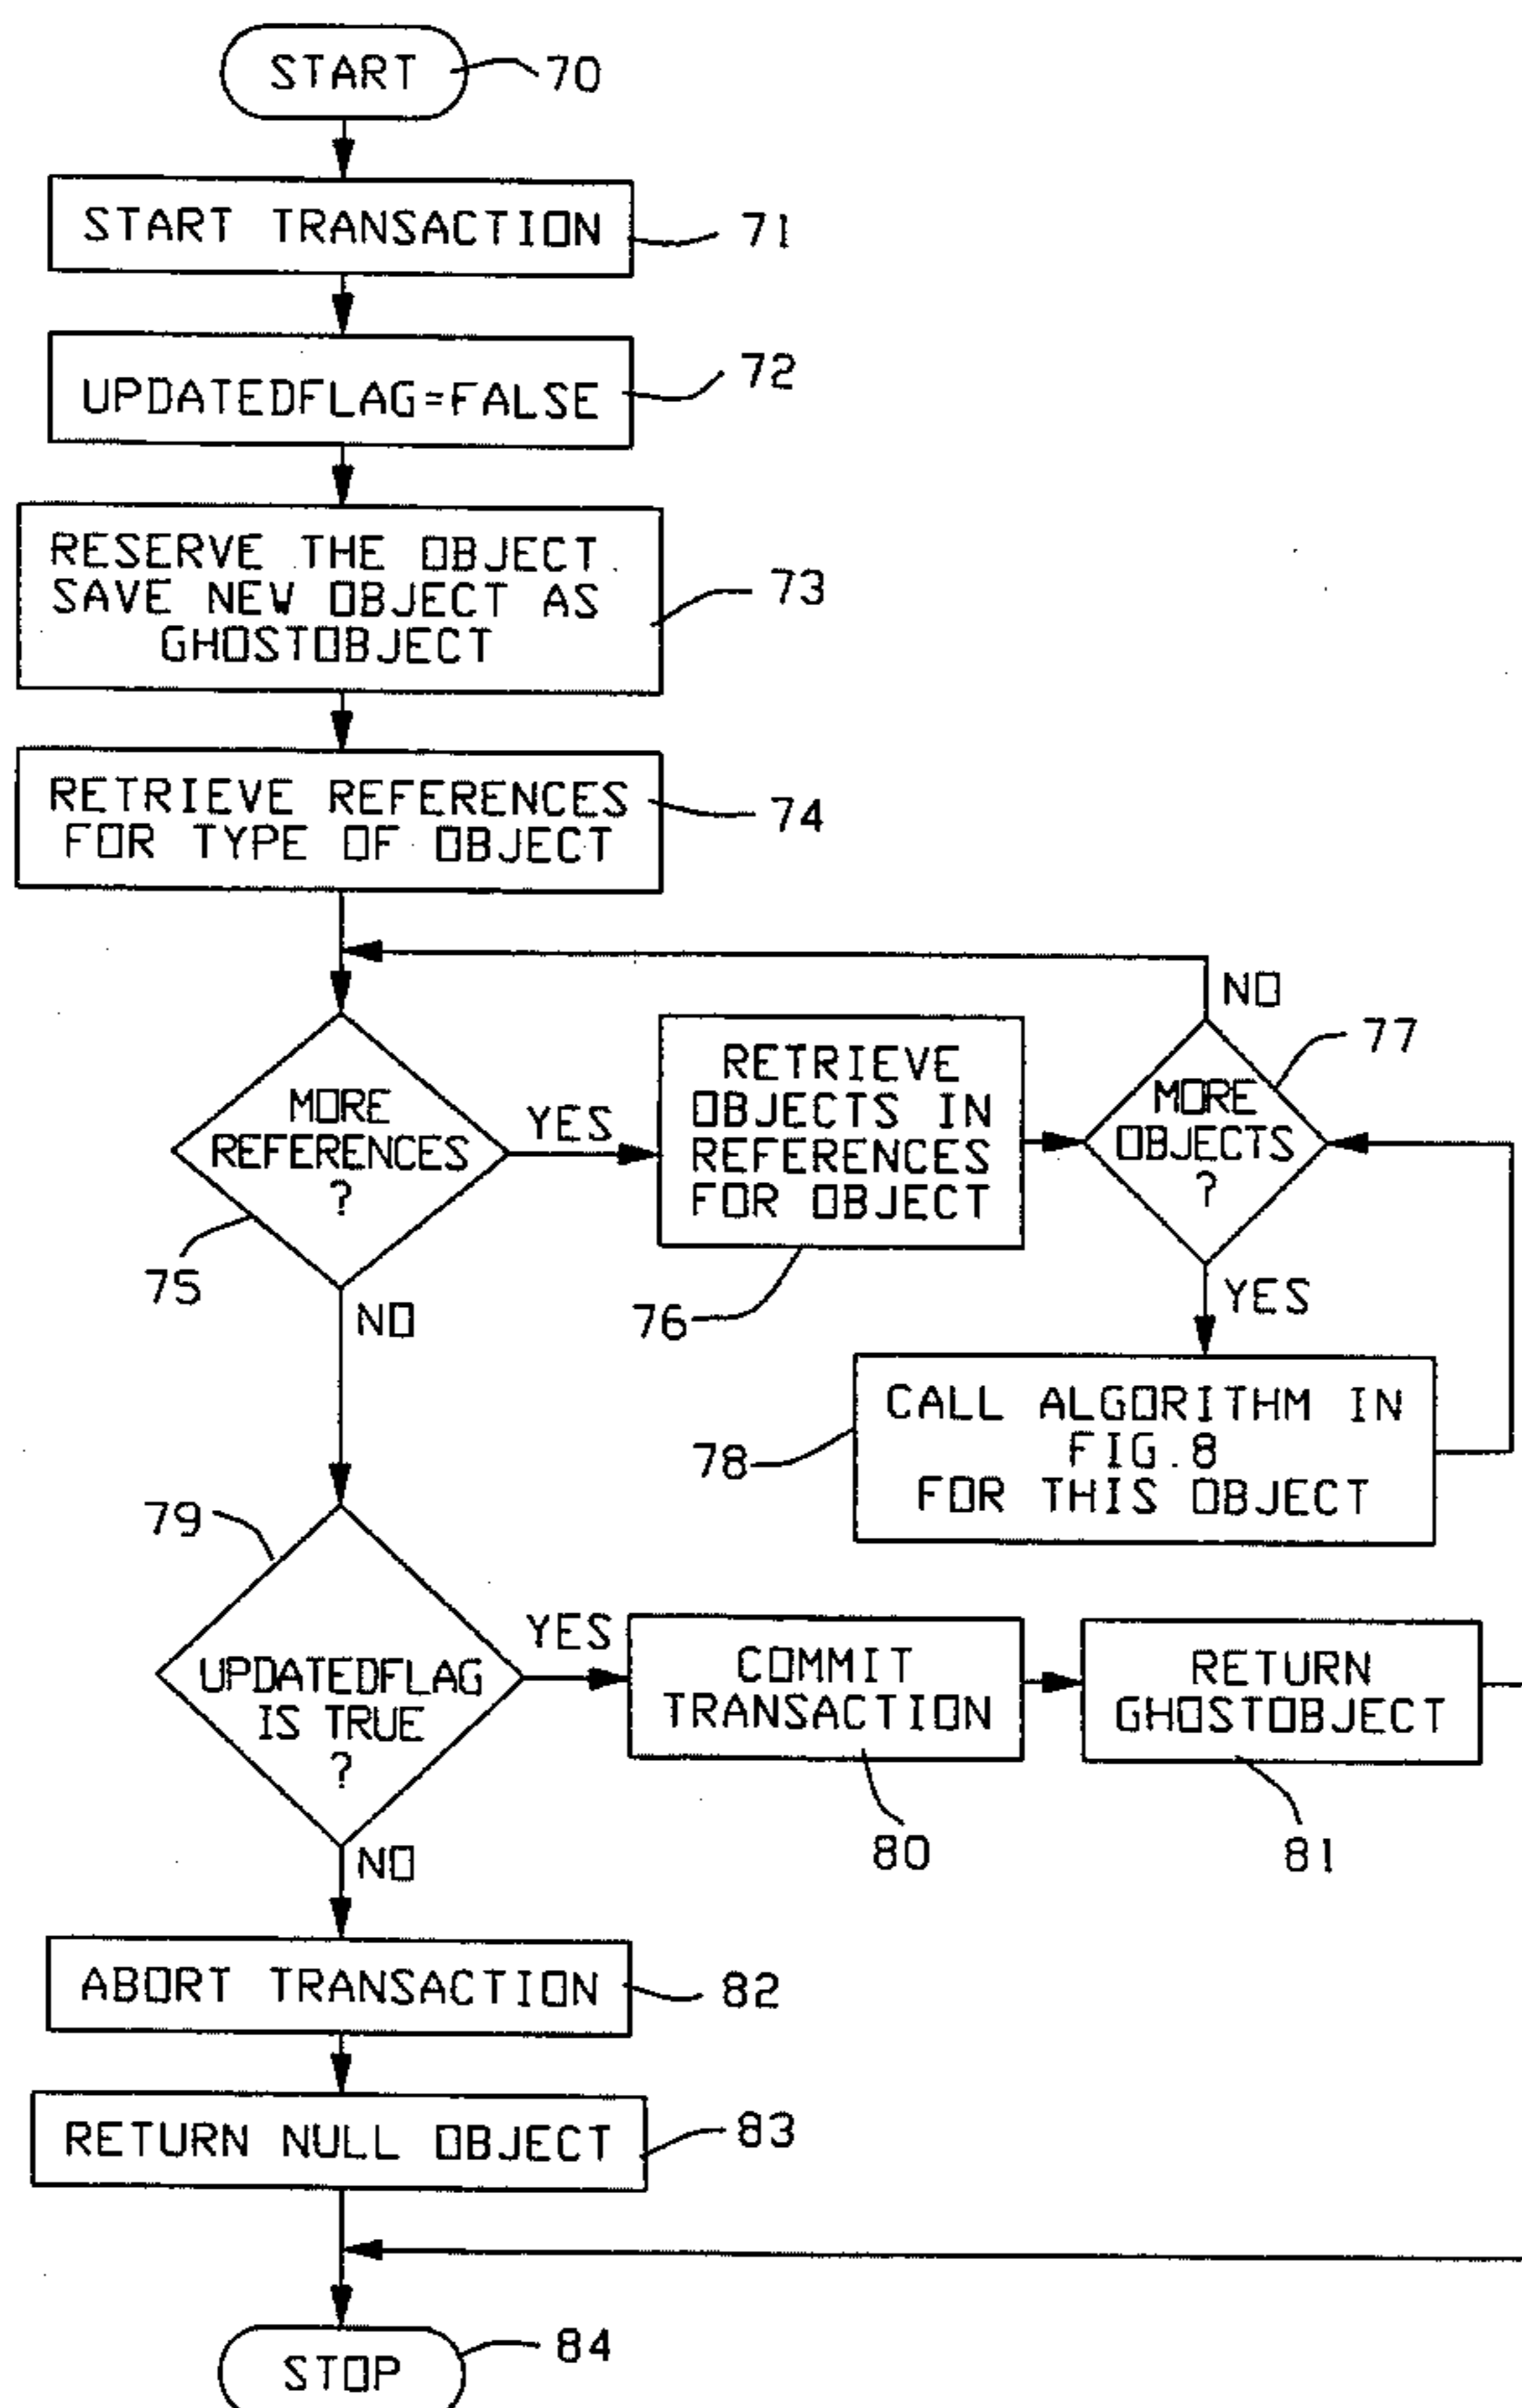 START
70
START TRANSACTION
71
UPDATEDFLAG=FALSE
72
RESERVE THE OBJECT
SAVE NEW OBJECT AS
GHOSTOBJECT
73
RETRIEVE REFERENCES
FOR TYPE OF OBJECT
74
MORE
REFERENCES
?
75
YES
NO
RETRIEVE
OBJECTS IN
REFERENCES
FOR OBJECT
76
NO
MORE
OBJECTS
?
77
YES
CALL ALGORITHM IN
FIG.8
FOR THIS OBJECT
78
79
UPDATEDFLAG
IS TRUE
?
YES
NO
COMMIT
TRANSACTION
80
RETURN
GHOSTOBJECT
81
ABORT TRANSACTION
82
RETURN NULL OBJECT
83
STOP
84